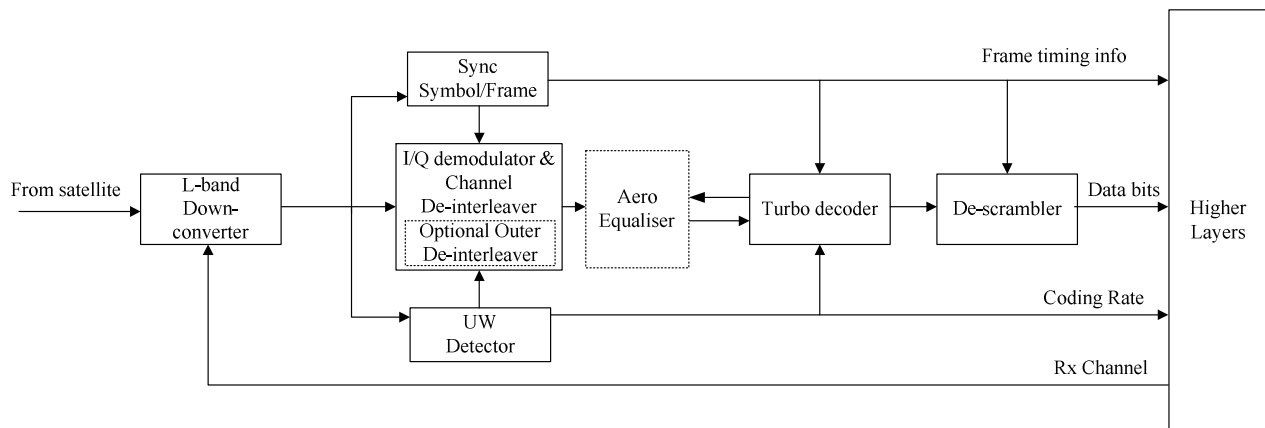 Sync
Symbol/Frame
Frame timing info
I/Q demodulator &
Channel
De-interleaver
Optional Outer
De-interleaver
From satellite
L-band
Down-
converter
Aero
Equaliser
Turbo decoder
De-scrambler
Data bits
Higher
Layers
UW
Detector
Coding Rate
Rx Channel